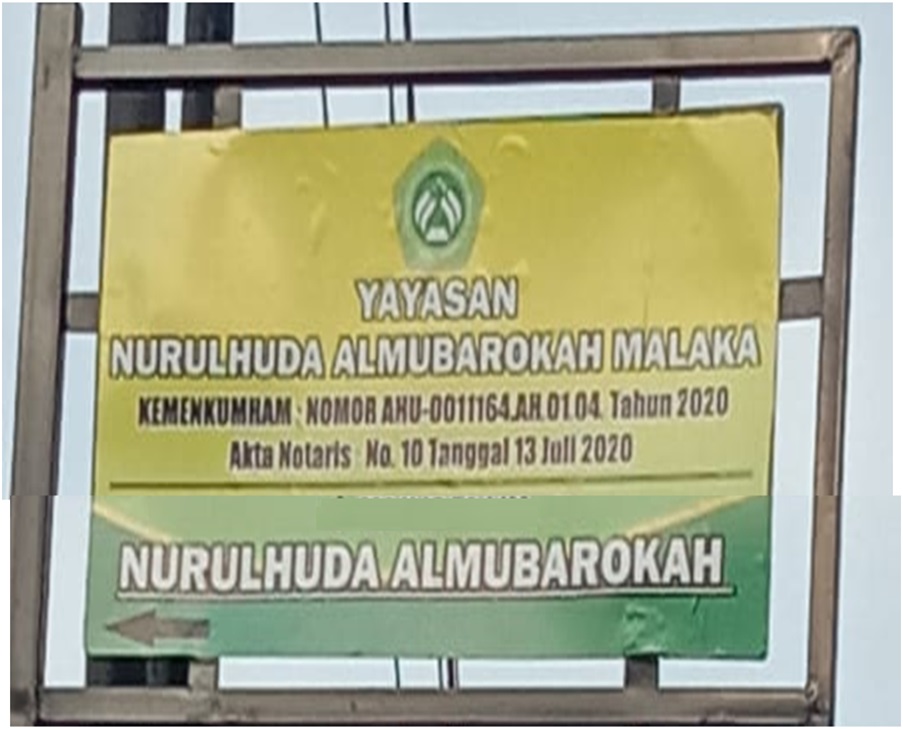 YAYASAN
NURULHUDA ALMUBAROKAH MALAKA
KEMENKUMHAM : NOMOR AHU-0011164.AH.01.04. Tahun 2020
Akta Notaris No. 10 Tanggal 13 Juli 2020
NURULHUDA ALMUBAROKAH